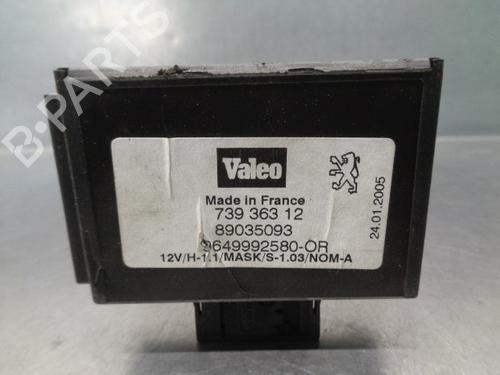 Valeo
Made in France
739 363 12
89035093
9649992580-OR
12V/H-1.1/MASK/S-1.03/NOM-A
24.01.2005
B-PARTS